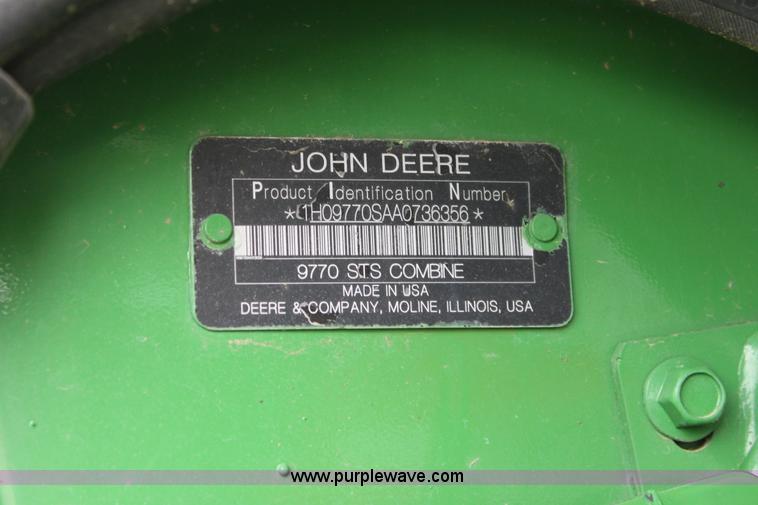 JOHN DEERE
Product Identification Number
*1H09770SAA0736356*
9770 STS COMBINE
MADE IN USA
DEERE & COMPANY, MOLINE, ILLINOIS, USA
www.purplewave.com